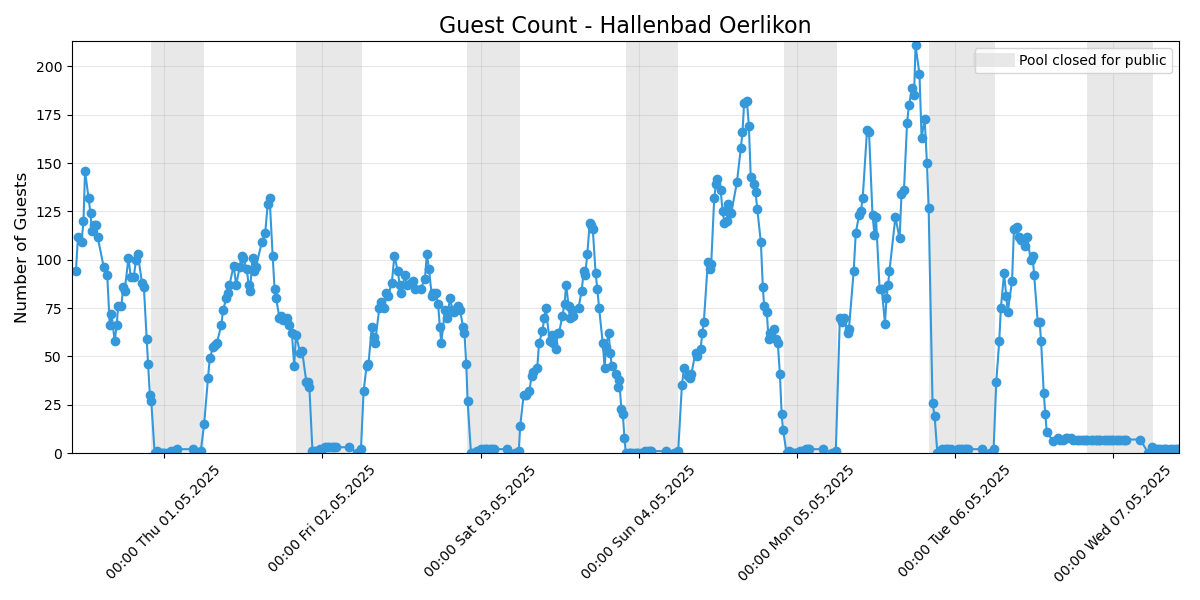 Guest Count - Hallenbad Oerlikon
Pool closed for public
Number of Guests
200
175
150
125
100
75
50
25
0
00:00 Thu 01.05.2025
00:00 Fri 02.05.2025
00:00 Sat 03.05.2025
00:00 Sun 04.05.2025
00:00 Mon 05.05.2025
00:00 Tue 06.05.2025
00:00 Wed 07.05.2025